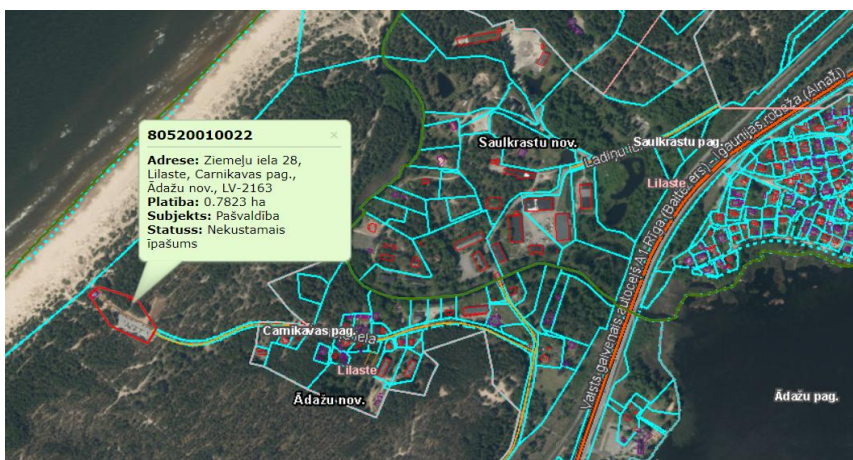 80520010022
×
Adrese: Ziemeļu iela 28,
Lilaste, Carnikavas pag.,
Ādažu nov., LV-2163
Platība: 0.7823 ha
Subjekts: Pašvaldība
Statuss: Nekustamais
īpašums
Saulkrastu nov.
Saulkrastu pag.
Lilaste
Valsts galvenais autoceļš A1 Rīga (Baltezers) - Igaunijas robeža (Ainaži)
Carnikavas pag.
Lilaste
Ādažu nov.
Ādažu pag.